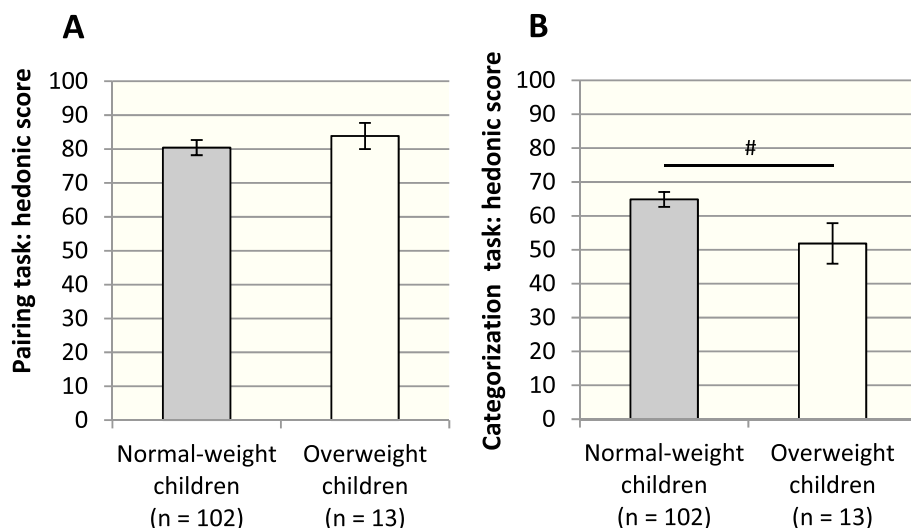 A
Pairing task: hedonic score
100
90
80
70
60
50
40
30
20
10
0
Normal-weight
children
(n = 102)
Overweight
children
(n = 13)
B
Categorization task: hedonic score
100
90
80
70
60
50
40
30
20
10
0
#
Normal-weight
children
(n = 102)
Overweight
children
(n = 13)